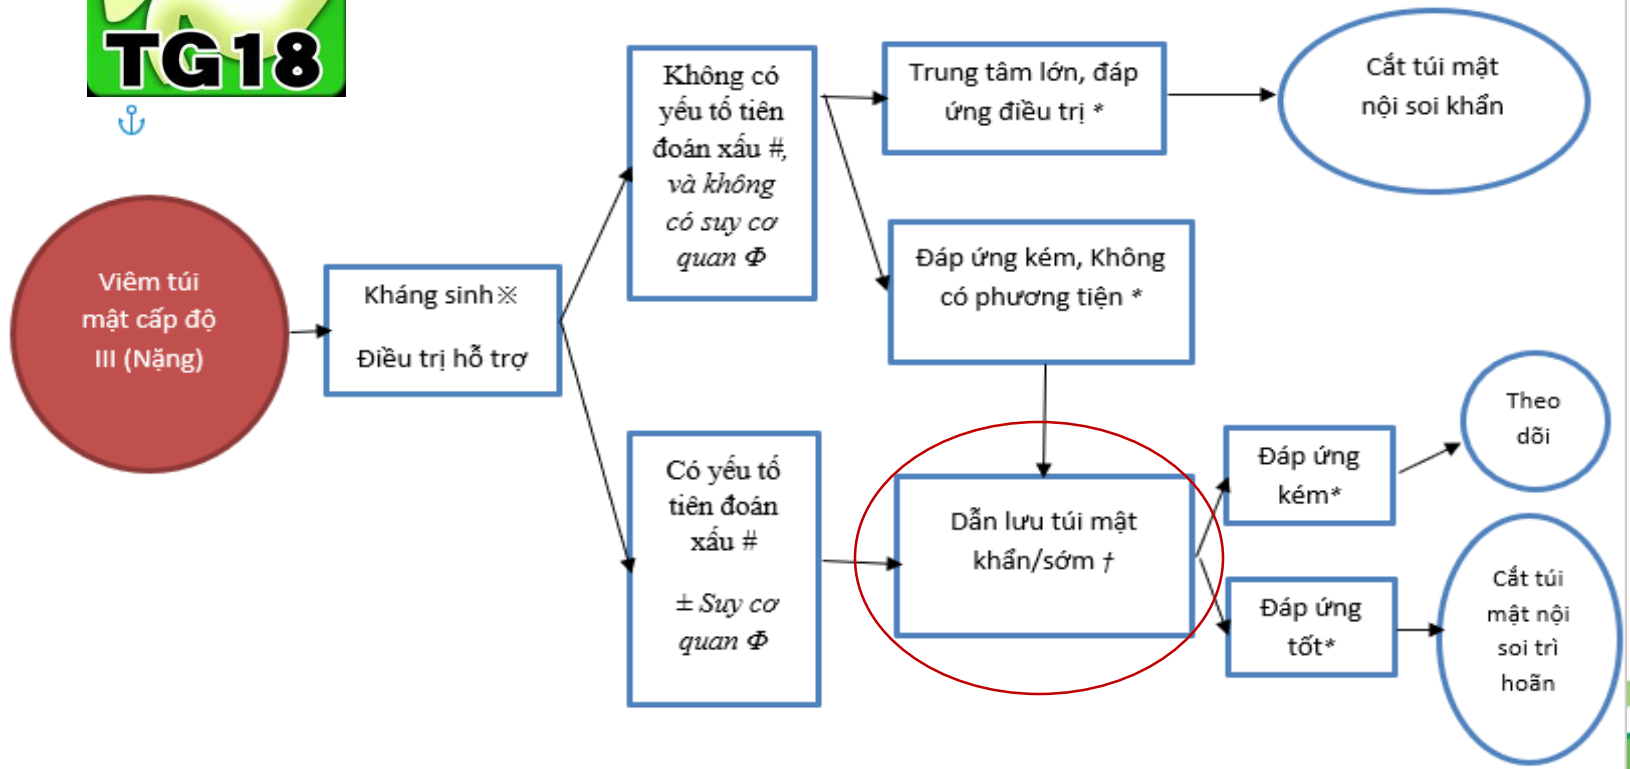 TG18
Viêm túi
mật cấp độ
III (Nặng)
Kháng sinh※
Điều trị hỗ trợ
Không có
yếu tố tiên
đoán xấu #,
và không
có suy cơ
quan Φ
Trung tâm lớn, đáp
ứng điều trị *
Cắt túi mật
nội soi khẩn
Đáp ứng kém, Không
có phương tiện *
Có yếu tố
tiên đoán
xấu #
± Suy cơ
quan Φ
Dẫn lưu túi mật
khẩn/sớm †
Đáp ứng
kém*
Theo
dõi
Đáp ứng
tốt*
Cắt túi
mật nội
soi trì
hoãn